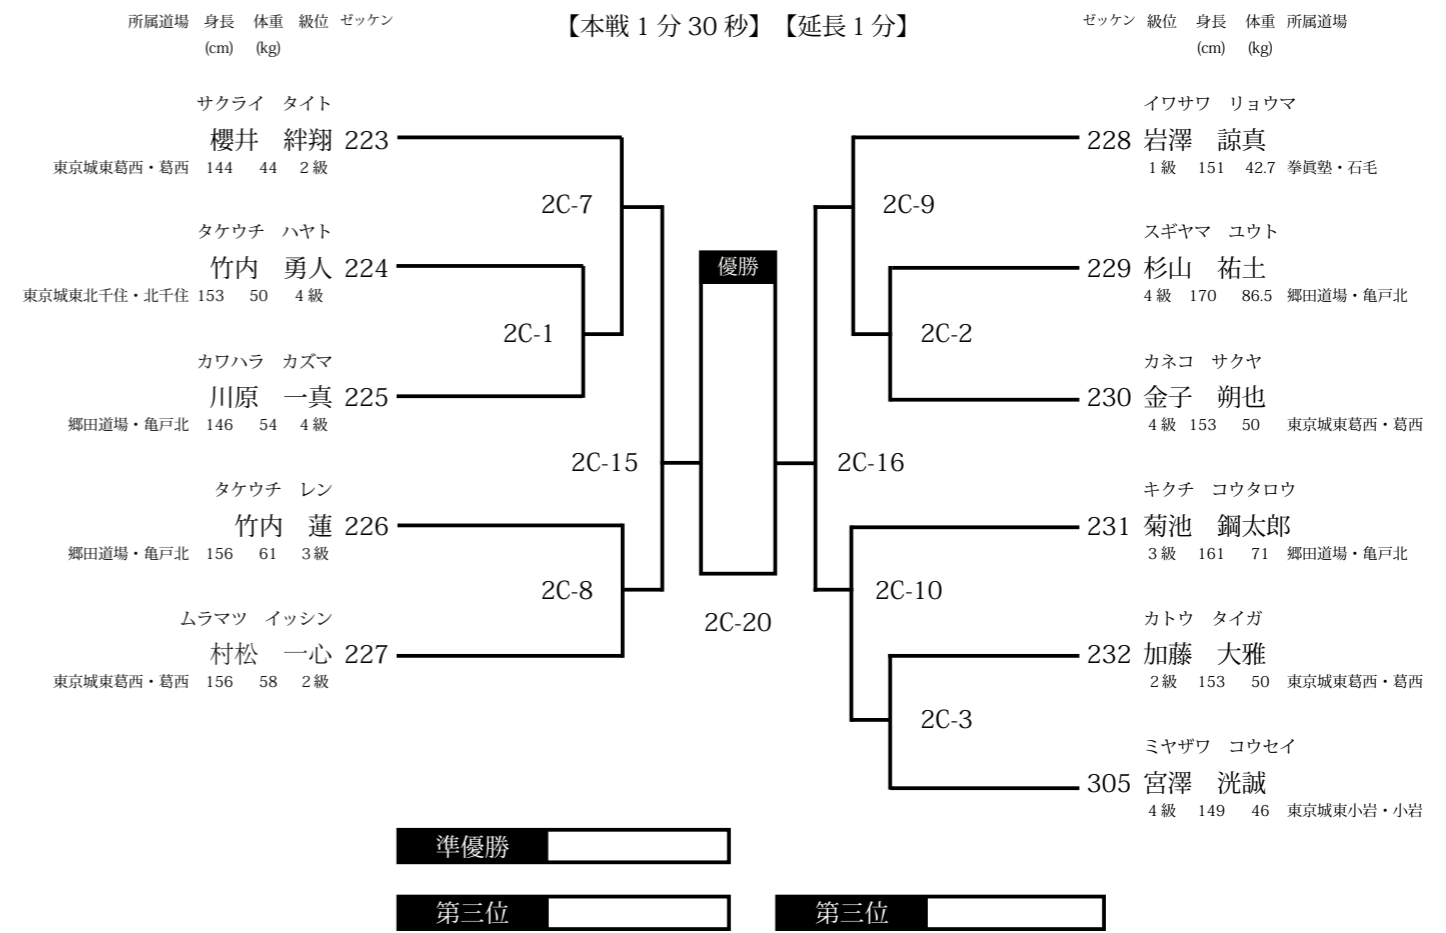 所属道場 身長 体重 級位 ゼッケン
(cm) (kg)
【本戦1分30秒】【延長1分】
ゼッケン 級位 身長 体重 所属道場
(cm) (kg)
サクライ タイト
櫻井 絆翔 223
東京城東葛西・葛西 144 44 2級
2C-7
タケウチ ハヤト
竹内 勇人 224
東京城東北千住・北千住 153 50 4級
2C-1
カワハラ カズマ
川原 一真 225
郷田道場・亀戸北 146 54 4級
2C-15
タケウチ レン
竹内 蓮 226
郷田道場・亀戸北 156 61 3級
2C-8
ムラマツ イッシン
村松 一心 227
東京城東葛西・葛西 156 58 2級
優勝
2C-20
イワサワ リョウマ
228 岩澤 諒真
1級 151 42.7 拳眞塾・石毛
2C-9
スギヤマ ユウト
229 杉山 祐土
4級 170 86.5 郷田道場・亀戸北
2C-2
カネコ サクヤ
230 金子 朔也
4級 153 50 東京城東葛西・葛西
2C-16
キクチ コウタロウ
231 菊池 鋼太郎
3級 161 71 郷田道場・亀戸北
2C-10
カトウ タイガ
232 加藤 大雅
2級 153 50 東京城東葛西・葛西
2C-3
ミヤザワ コウセイ
305 宮澤 洸誠
4級 149 46 東京城東小岩・小岩
準優勝
第三位
第三位